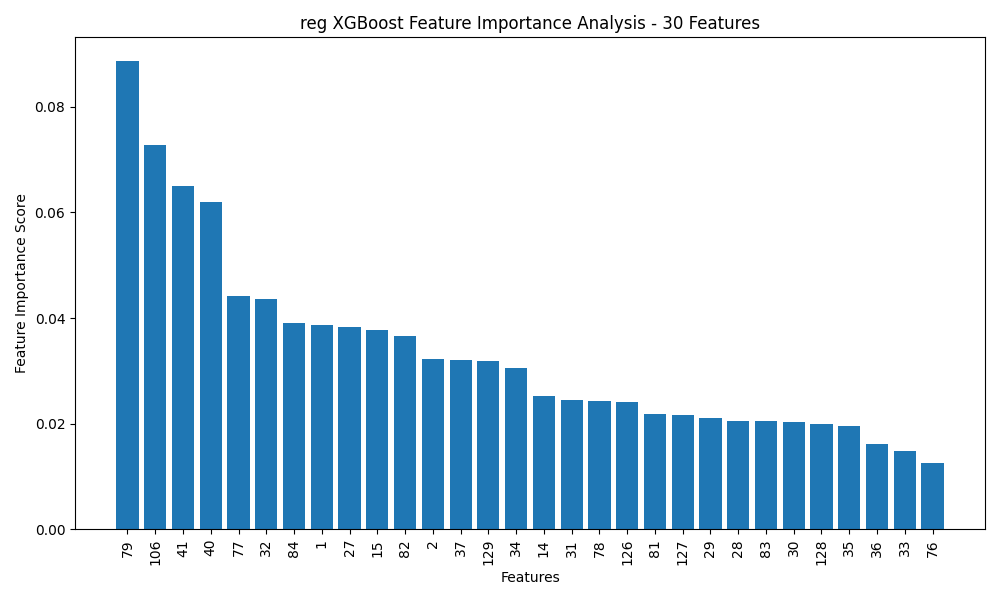 reg XGBoost Feature Importance Analysis - 30 Features
Feature Importance Score
0.08
0.06
0.04
0.02
0.00
79 106 41 40 77 32 84 1 27 15 82 2 37 129 34 14 31 78 126 81 127 29 28 83 30 128 35 36 33 76
Features